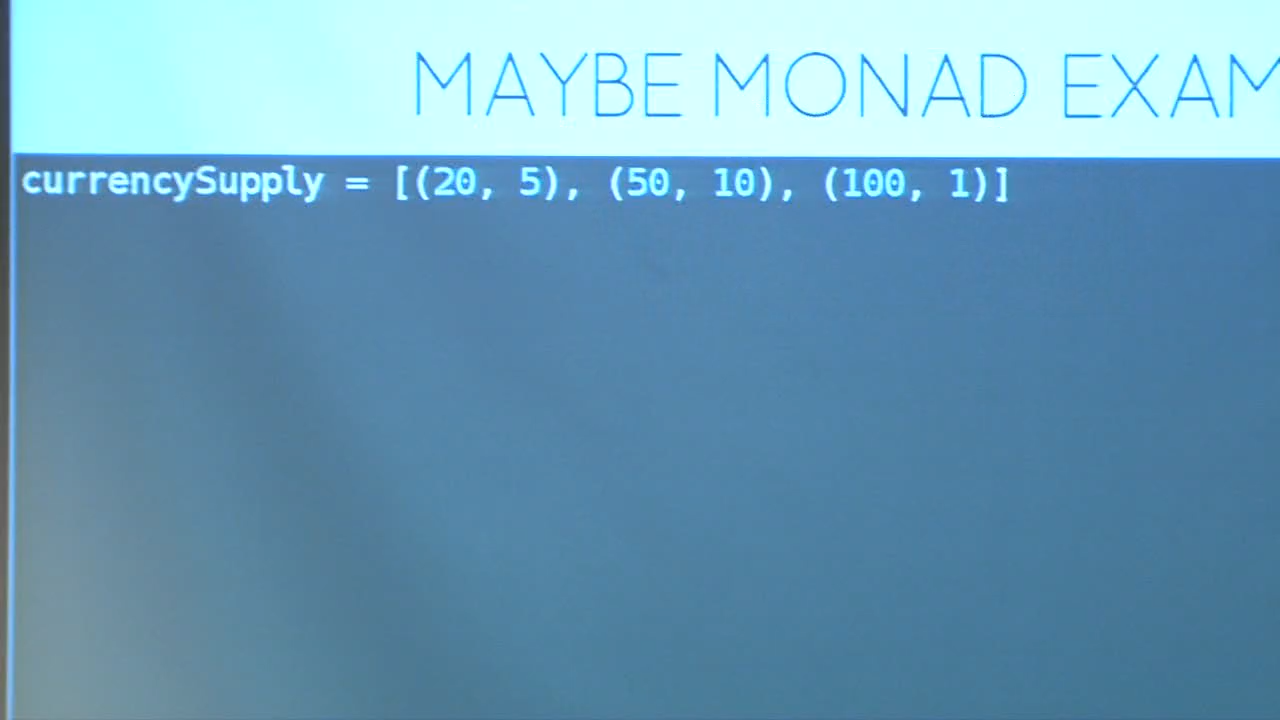 MAYBE MONAD EXAM
currencySupply = [(20, 5), (50, 10), (100, 1)]